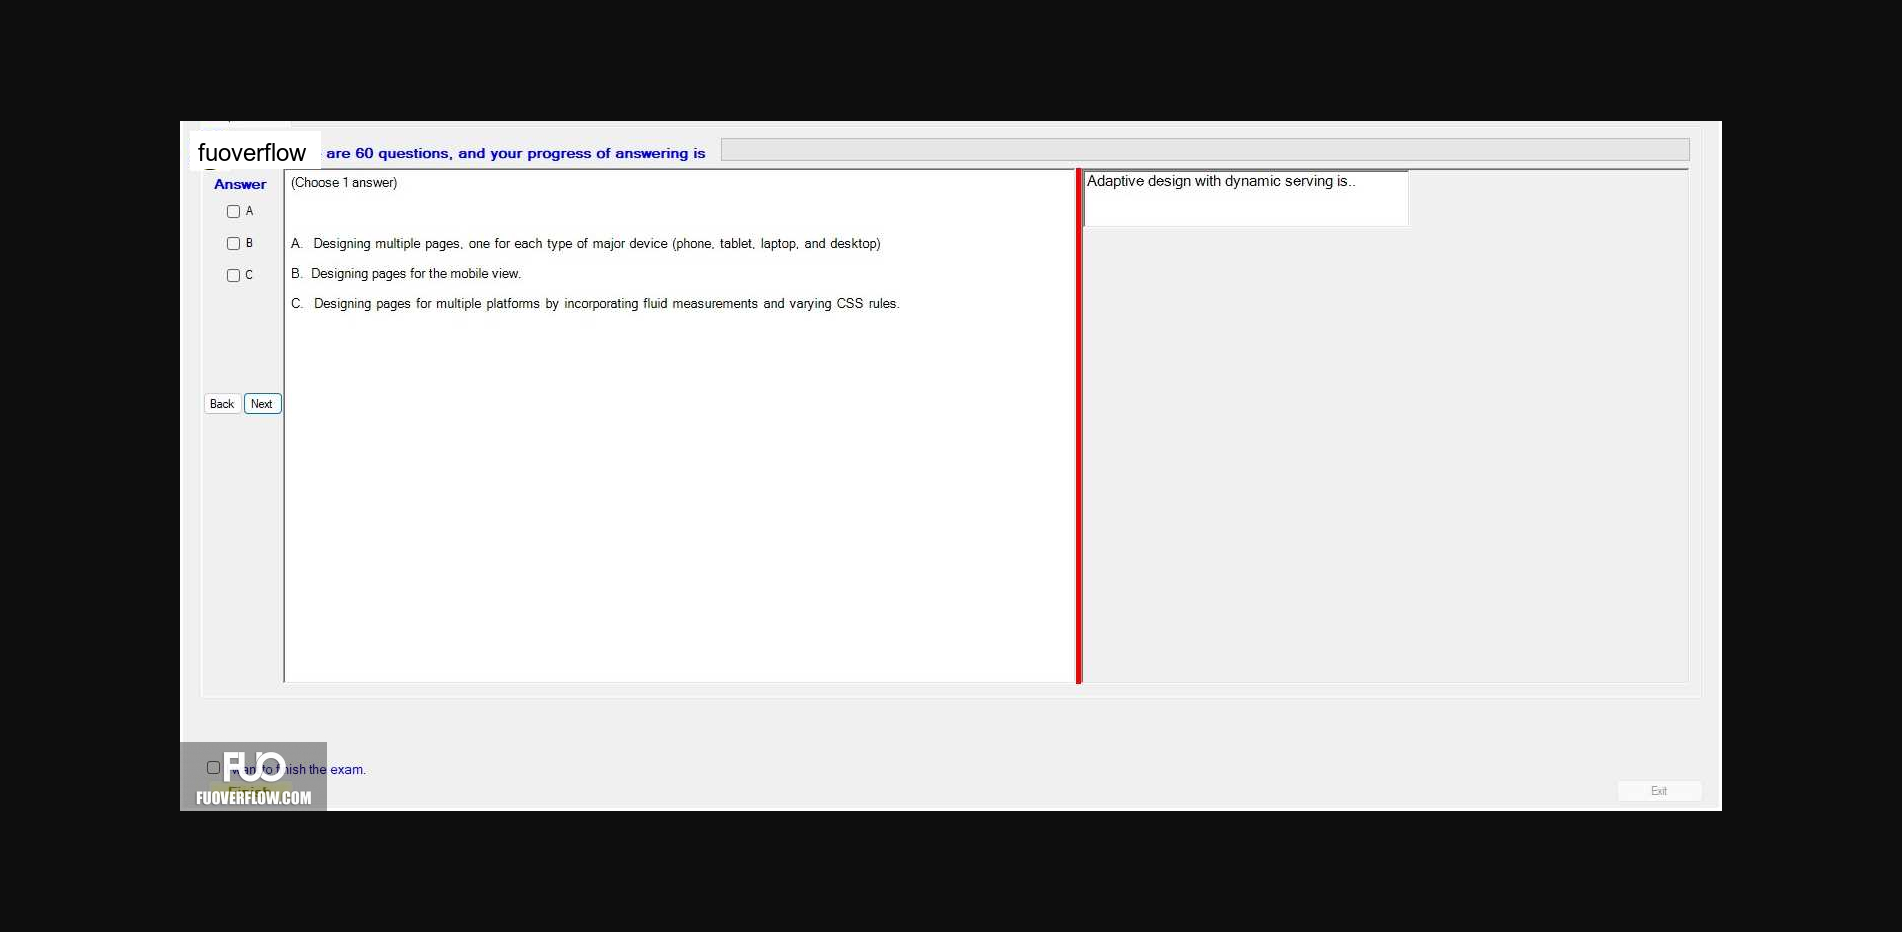 fuoverflow are 60 questions, and your progress of answering is
Answer
A
B
C
Back Next
(Choose 1 answer)
A. Designing multiple pages, one for each type of major device (phone, tablet, laptop, and desktop)
B. Designing pages for the mobile view.
C. Designing pages for multiple platforms by incorporating fluid measurements and varying CSS rules.
Adaptive design with dynamic serving is..
FUO
want to finish the exam.
Finish
FUOVERFLOW.COM
Exit